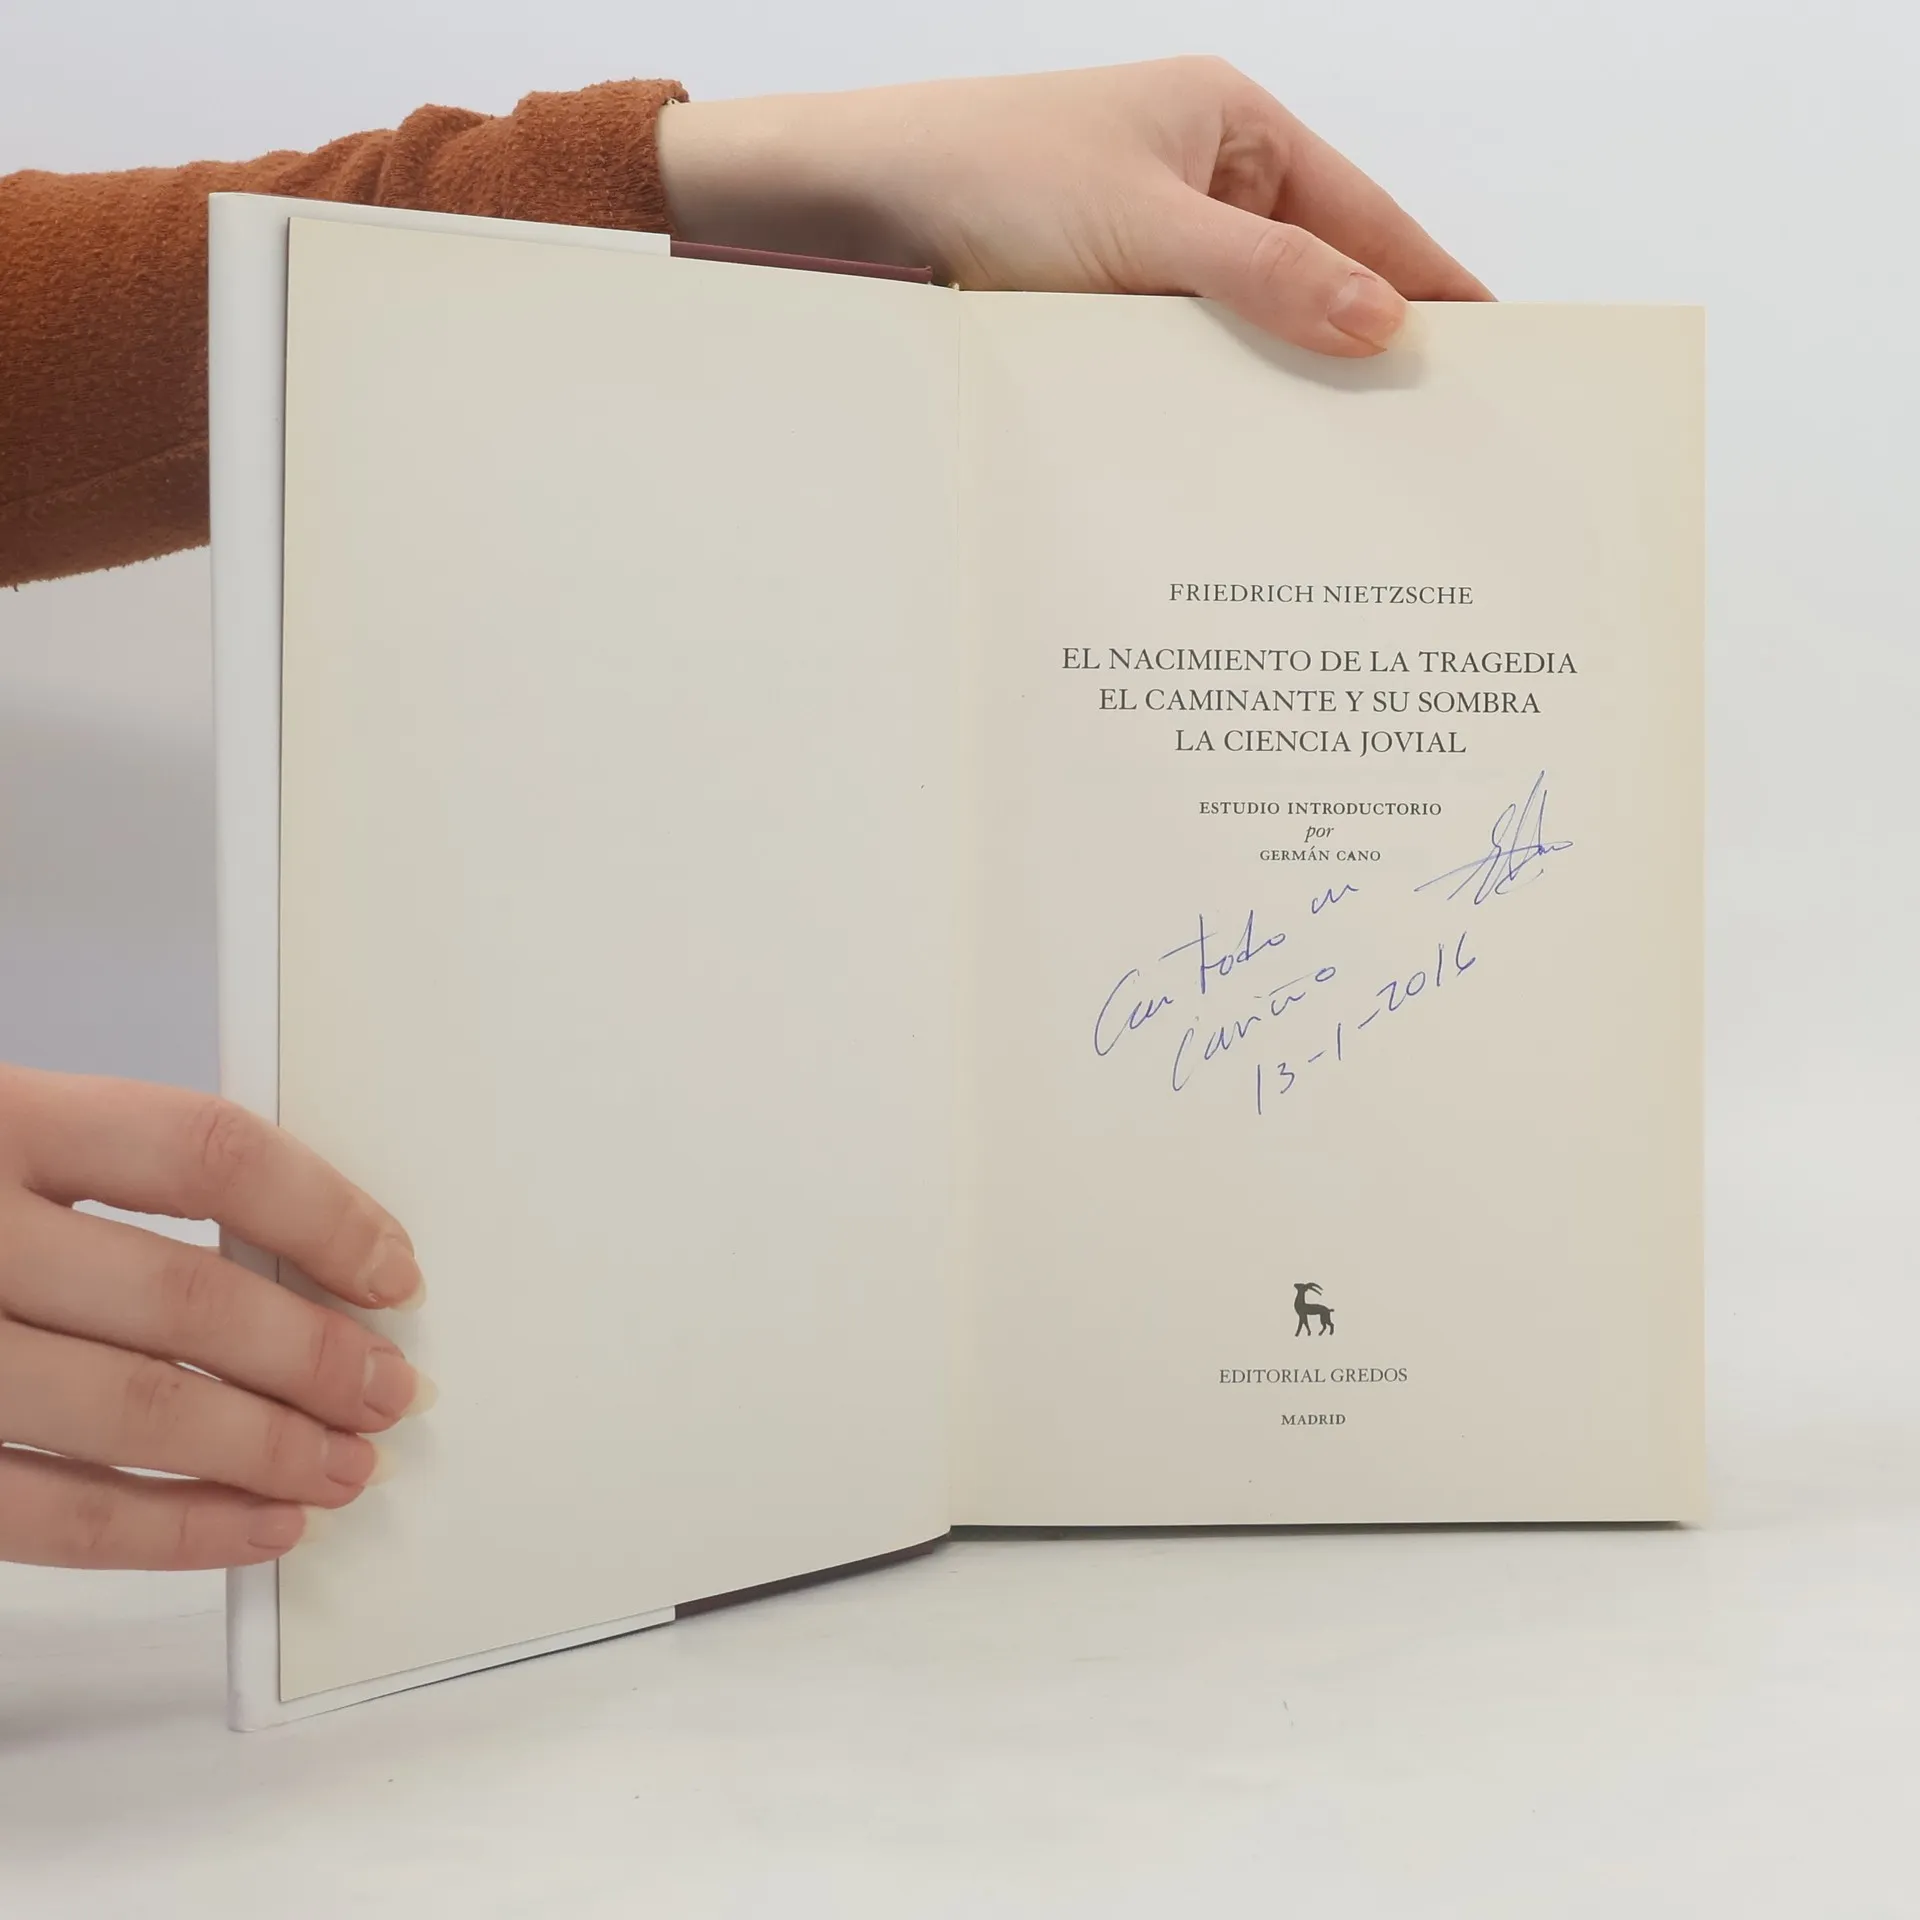 FRIEDRICH NIETZSCHE
EL NACIMIENTO DE LA TRAGEDIA
EL CAMINANTE Y SU SOMBRA
LA CIENCIA JOVIAL
ESTUDIO INTRODUCTORIO
por
GERMÁN CANO
Con todo mi
Cariño
13-1-2016
EDITORIAL GREDOS
MADRID